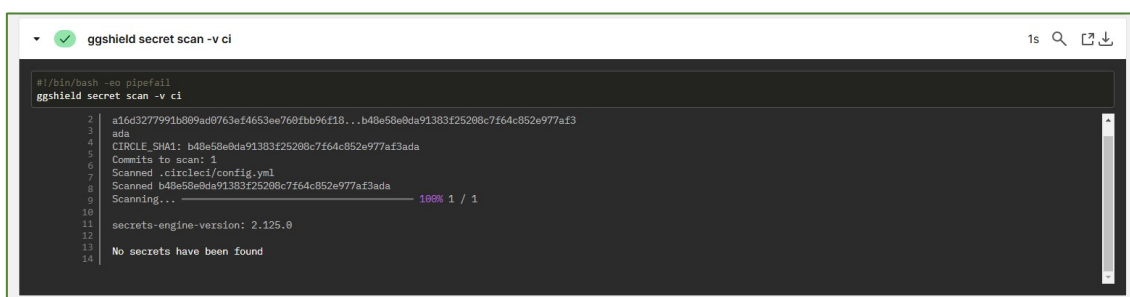 ggshield secret scan -v ci
1s
#!/bin/bash -eo pipefail
ggshield secret scan -v ci
2 a16d3277991b809ad0763ef4653ee760fbb96f18...b48e58e0da91383f25208c7f64c852e977af3
3 ada
4 CIRCLE_SHA1: b48e58e0da91383f25208c7f64c852e977af3ada
5 Commits to scan: 1
6 Scanned .circleci/config.yml
7 Scanned b48e58e0da91383f25208c7f64c852e977af3ada
8 Scanning... 100% 1 / 1
9
10
11 secrets-engine-version: 2.125.0
12
13 No secrets have been found
14